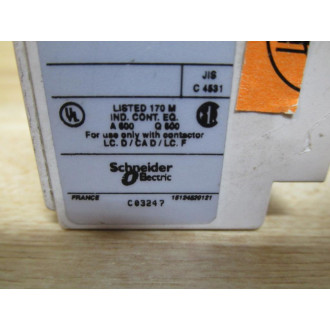 JIS
C 4531
LISTED 170 M
IND. CONT. EQ.
A 600 Q 600
For use only with contactor
LC. D / CA D / LC. F
Schneider
Electric
FRANCE
C03247